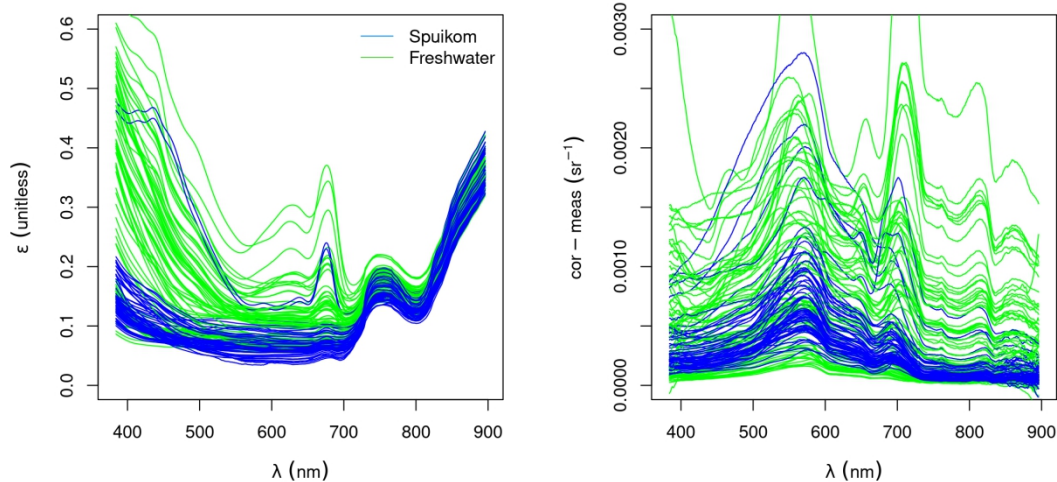 0.0 0.1 0.2 0.3 0.4 0.5 0.6
ε (unitless)
400 500 600 700 800 900
λ (nm)
Spuikom
Freshwater
0.0000 0.0010 0.0020 0.0030
cor − meas (sr⁻¹)
400 500 600 700 800 900
λ (nm)